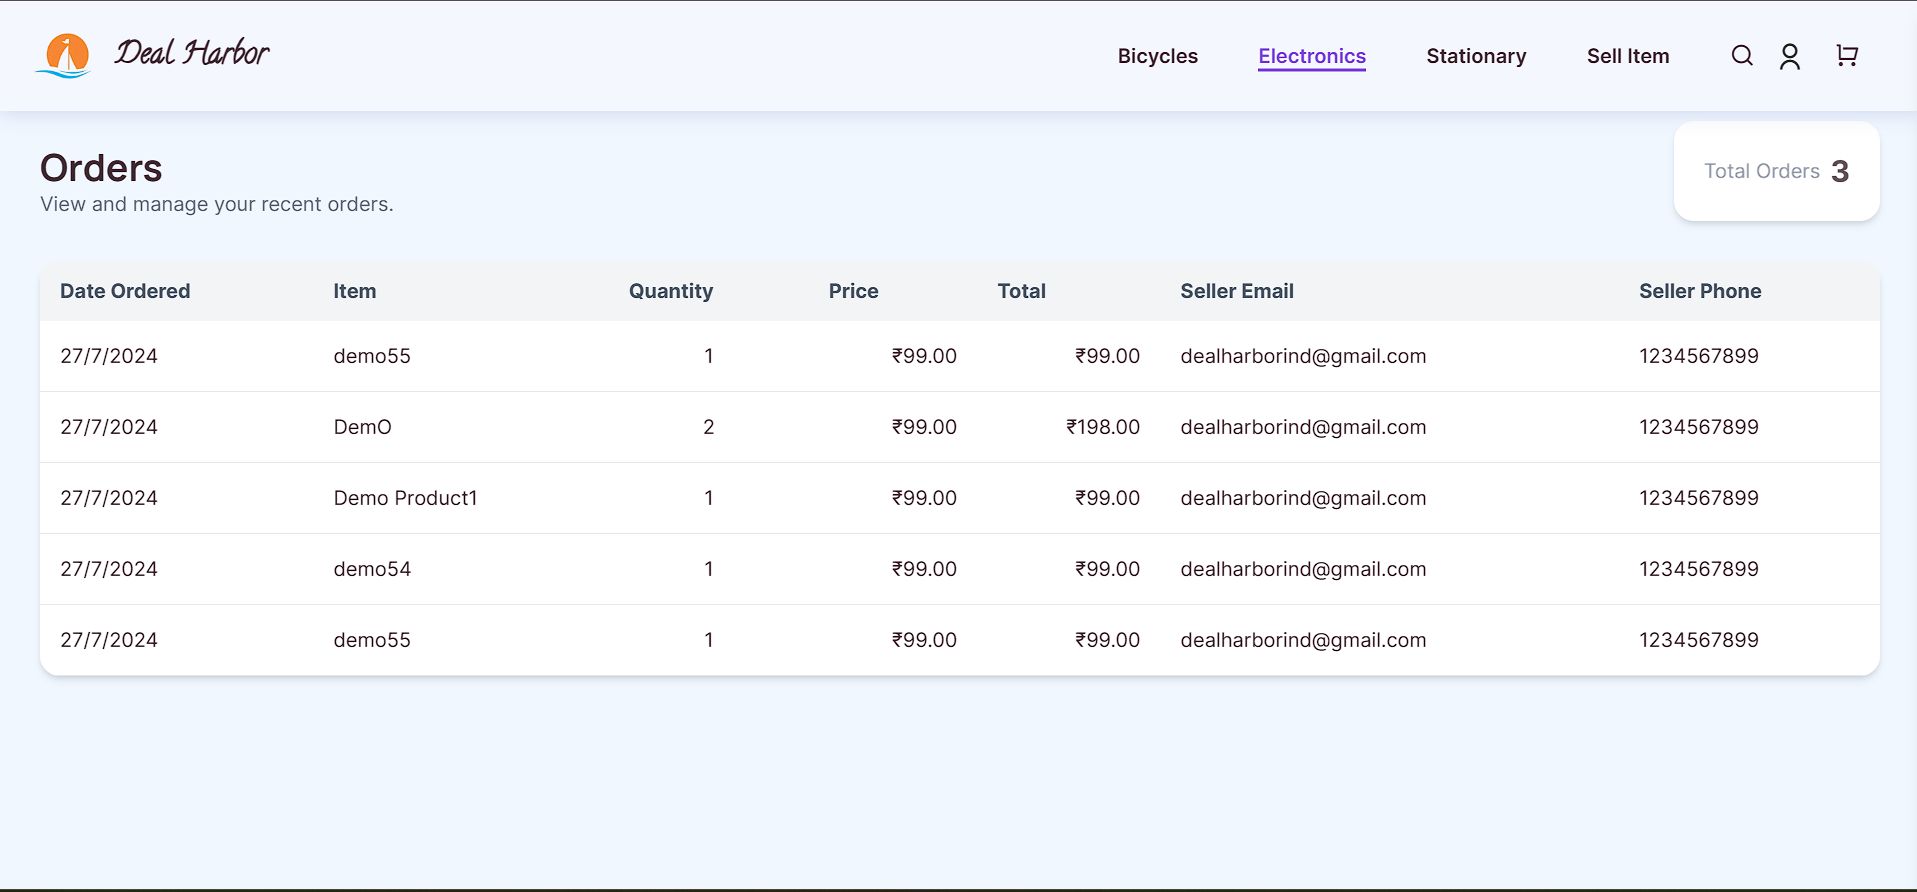 Deal Harbor Bicycles Electronics Stationary Sell Item
Orders
View and manage your recent orders.
Total Orders 3
Date Ordered Item Quantity Price Total Seller Email Seller Phone
27/7/2024 demo55 1 ₹99.00 ₹99.00 dealharborind@gmail.com 1234567899
27/7/2024 DemO 2 ₹99.00 ₹198.00 dealharborind@gmail.com 1234567899
27/7/2024 Demo Product1 1 ₹99.00 ₹99.00 dealharborind@gmail.com 1234567899
27/7/2024 demo54 1 ₹99.00 ₹99.00 dealharborind@gmail.com 1234567899
27/7/2024 demo55 1 ₹99.00 ₹99.00 dealharborind@gmail.com 1234567899